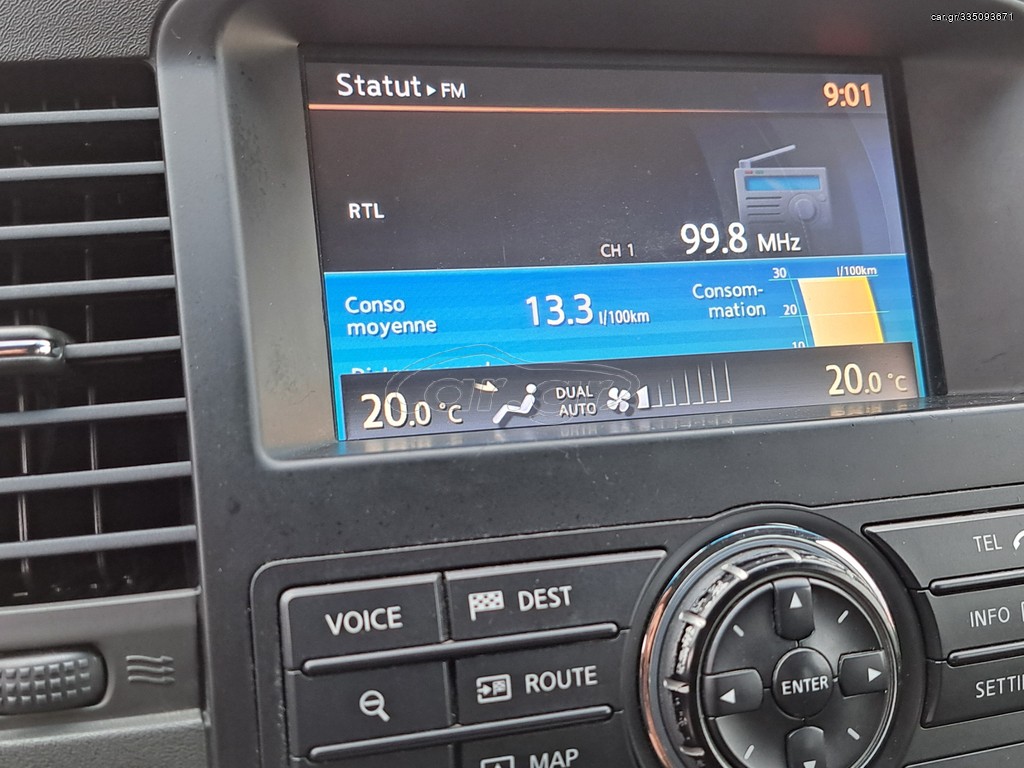 car.gr/335093671
Statut▸FM 9:01
RTL
CH 1 99.8 MHz
Conso
moyenne
13.3 l/100km
Consom-
mation
30 l/100km
20
10
20.0 °C
DUAL
AUTO
20.0 °C
VOICE
DEST
ROUTE
MAP
ENTER
TEL
INFO